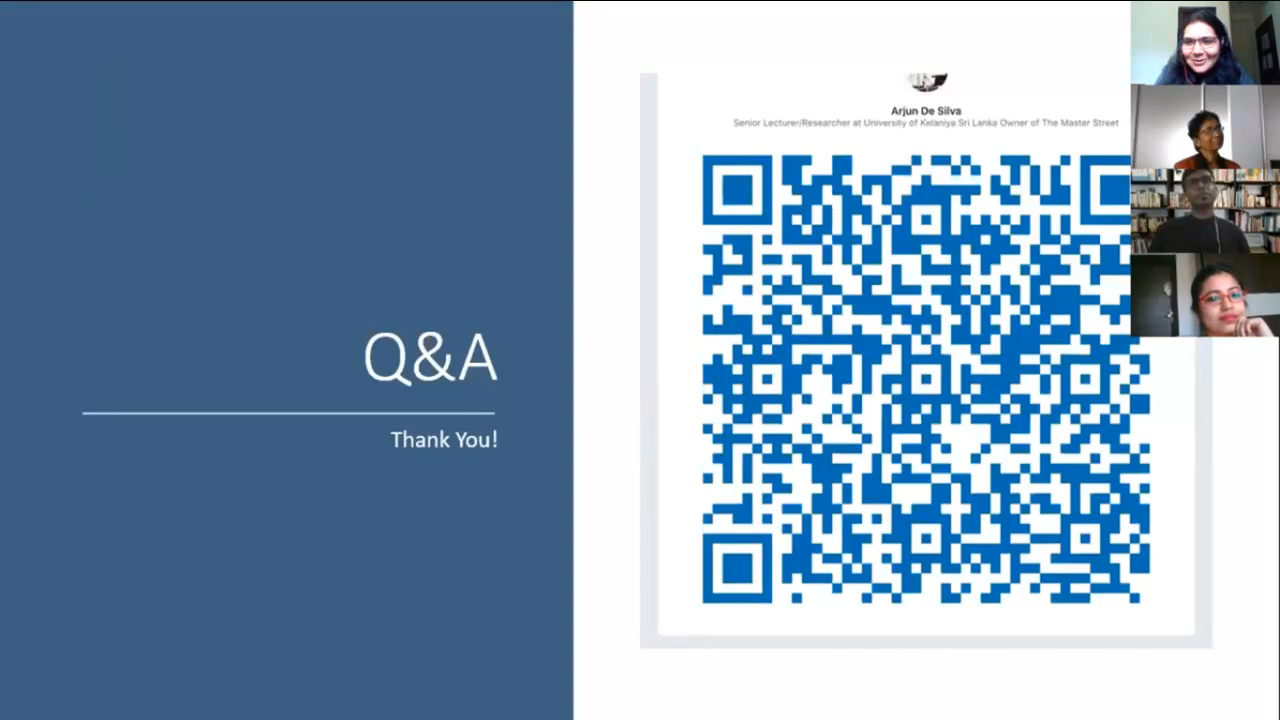 Q&A
Thank You!
Arjun De Silva
Senior Lecturer/Researcher at University of Kelaniya Sri Lanka Owner of The Master Street